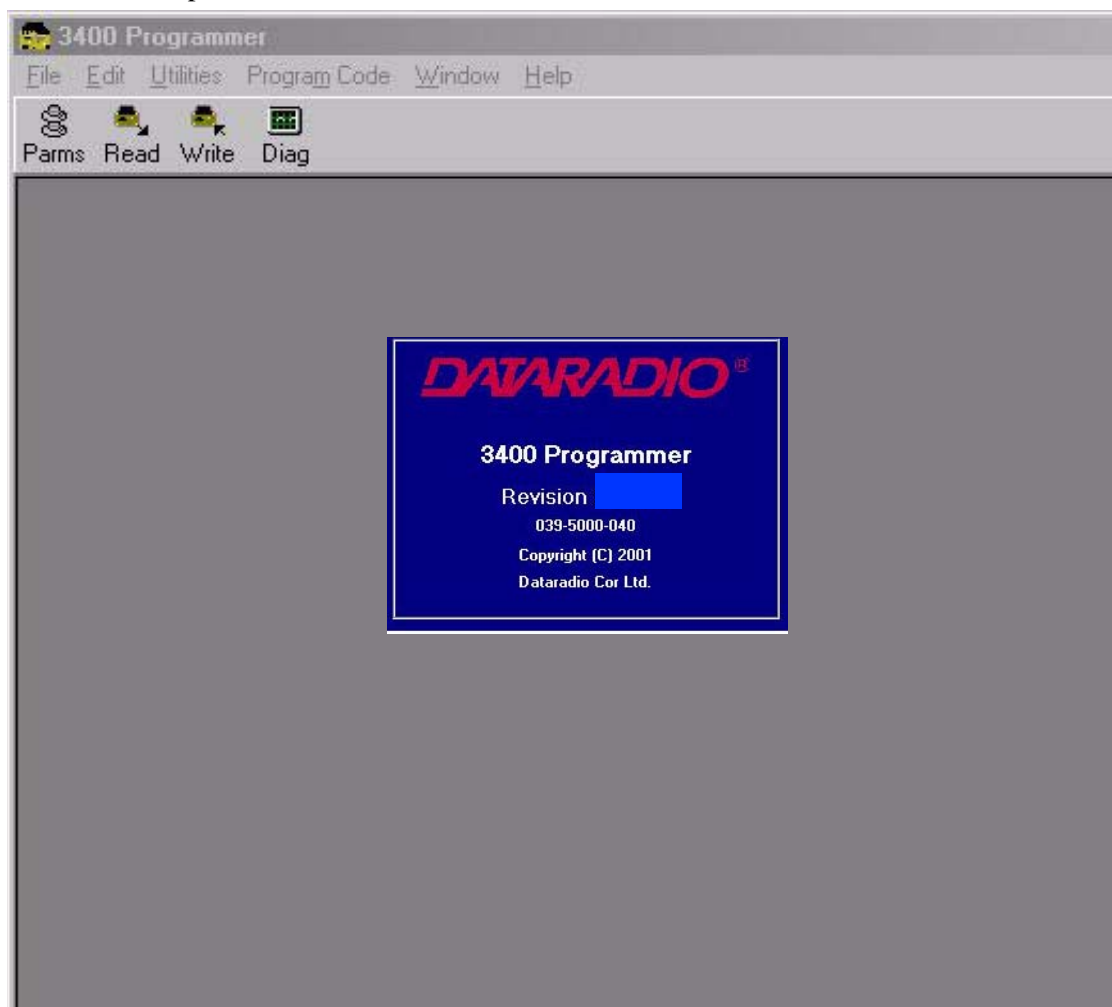 3400 Programmer
File Edit Utilities Program Code Window Help
Parms Read Write Diag
DATARADIO®
3400 Programmer
Revision
039-5000-040
Copyright (C) 2001
Dataradio Cor Ltd.